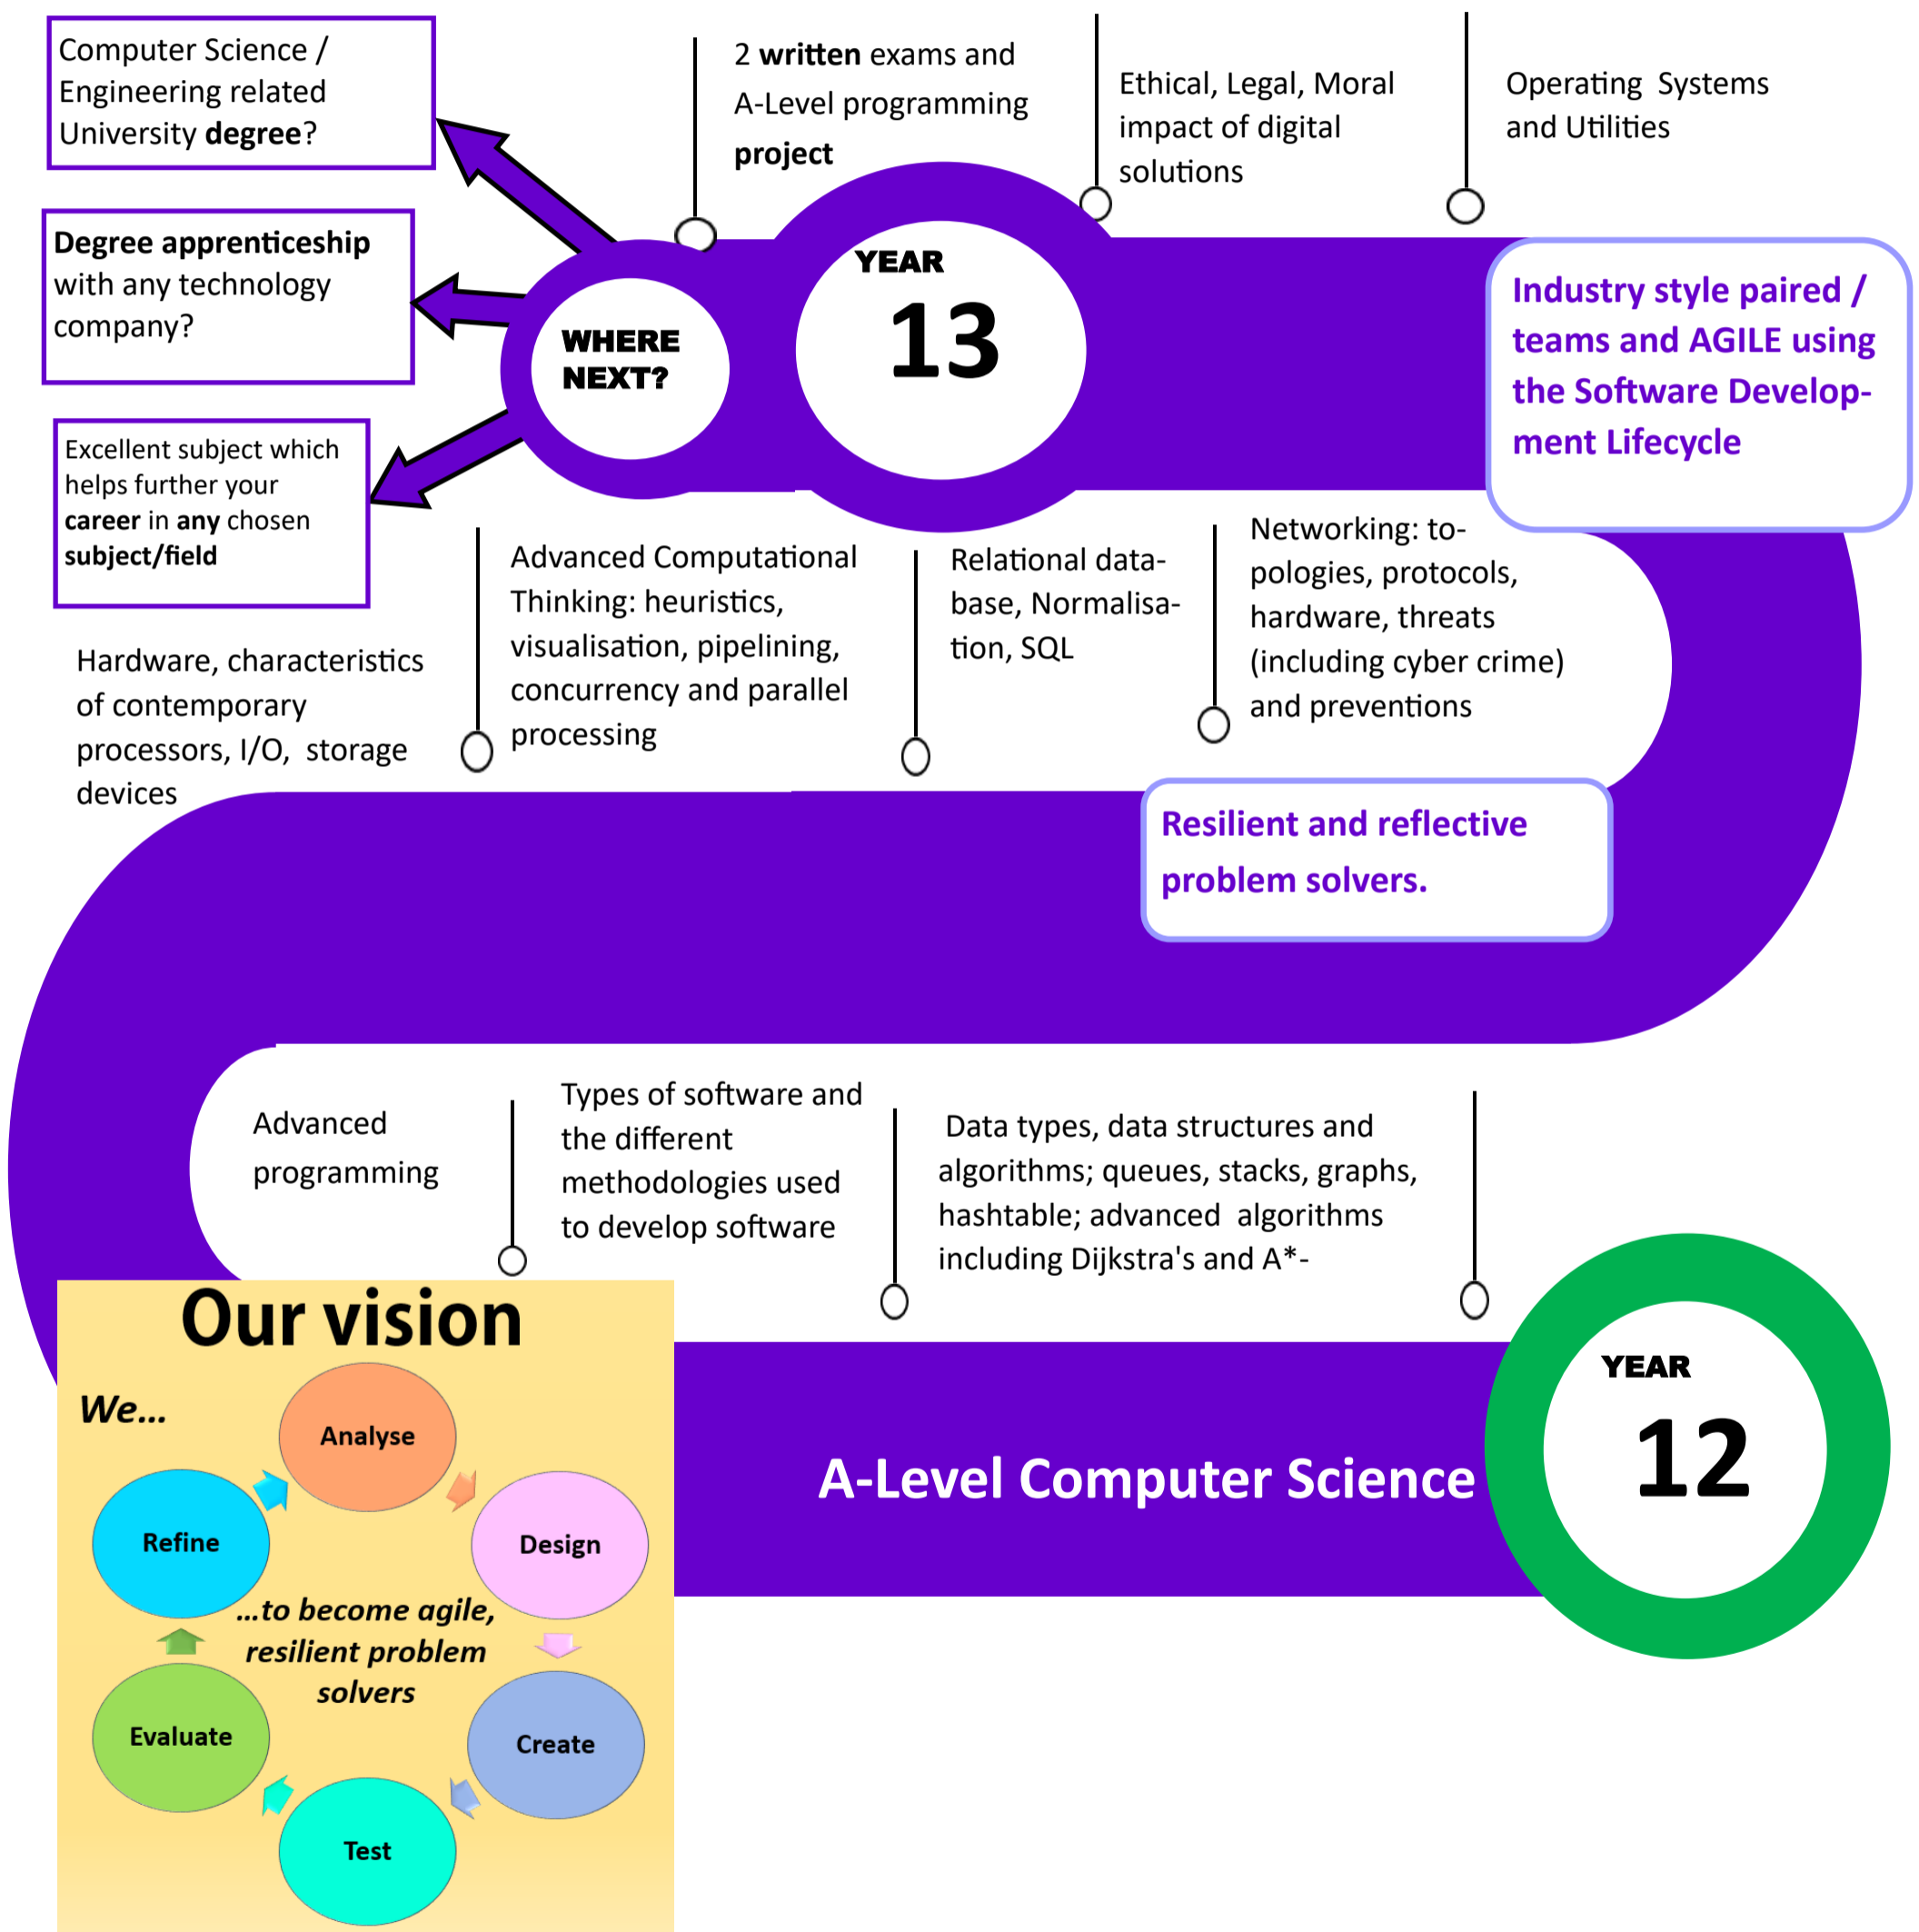 Computer Science /
Engineering related
University degree?
2 written exams and
A-Level programming
project
Ethical, Legal, Moral
impact of digital
solutions
Operating Systems
and Utilities
Degree apprenticeship
with any technology
company?
WHERE
NEXT?
YEAR
13
Industry style paired /
teams and AGILE using
the Software Develop-
ment Lifecycle
Excellent subject which
helps further your
career in any chosen
subject/field
Hardware, characteristics
of contemporary
processors, I/O, storage
devices
Advanced Computational
Thinking: heuristics,
visualisation, pipelining,
concurrency and parallel
processing
Relational data-
base, Normalisa-
tion, SQL
Networking: to-
pologies, protocols,
hardware, threats
(including cyber crime)
and preventions
Resilient and reflective
problem solvers.
Advanced
programming
Types of software and
the different
methodologies used
to develop software
Data types, data structures and
algorithms; queues, stacks, graphs,
hashtable; advanced algorithms
including Dijkstra's and A*-
YEAR
12
A-Level Computer Science
Our vision
We...
Analyse
Design
Create
Test
Evaluate
Refine
...to become agile,
resilient problem
solvers